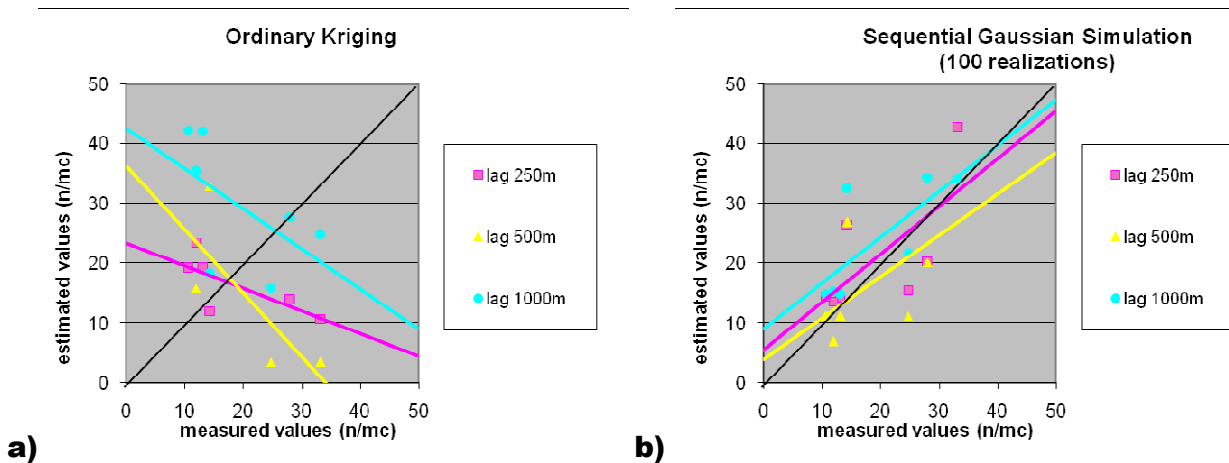 Ordinary Kriging
50
40
30
20
10
0
0 10 20 30 40 50
estimated values (n/mc)
measured values (n/mc)
lag 250m
lag 500m
lag 1000m
a)
Sequential Gaussian Simulation
(100 realizations)
50
40
30
20
10
0
0 10 20 30 40 50
estimated values (n/mc)
measured values (n/mc)
lag 250m
lag 500m
lag 1000m
b)